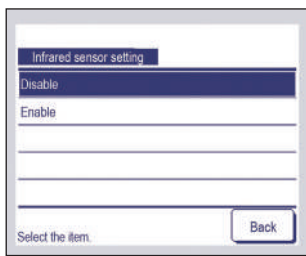 Infrared sensor setting
Disable
Enable
Select the item.
Back